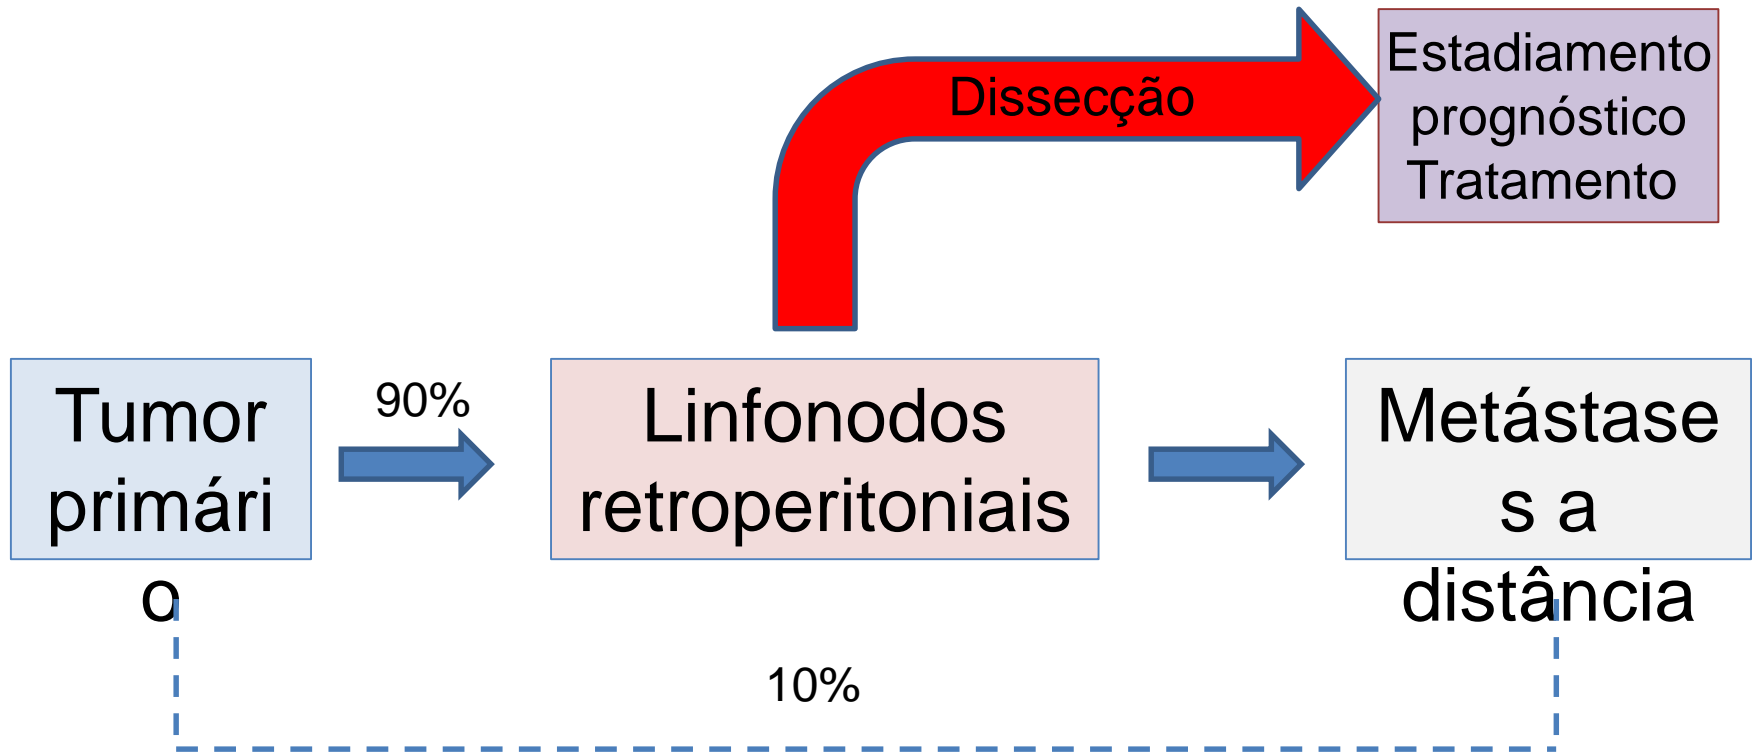 Dissecção
Estadiamento
prognóstico
Tratamento
Tumor
primári
o
90%
Linfonodos
retroperitoniais
Metástase
s a
distância
10%